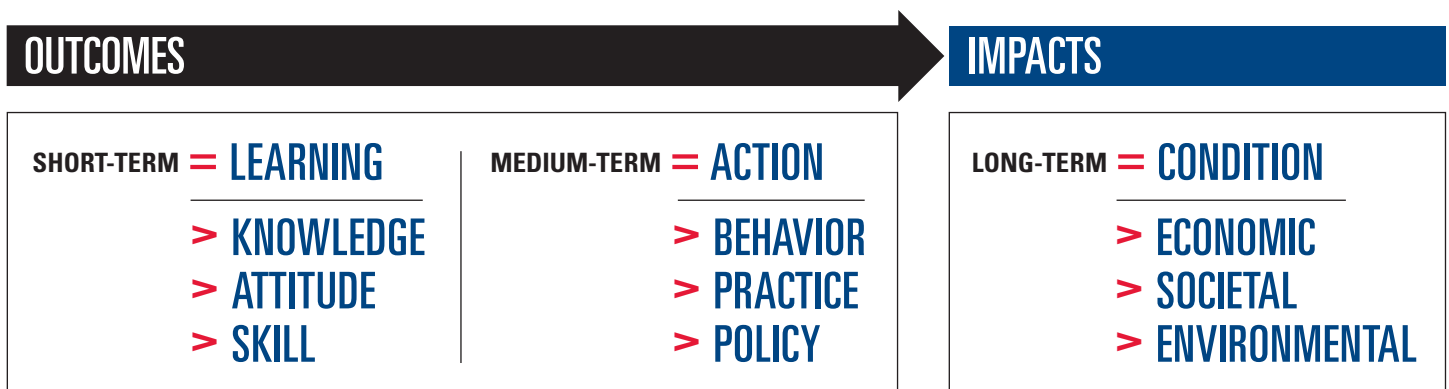 OUTCOMES
IMPACTS
SHORT-TERM = LEARNING
> KNOWLEDGE
> ATTITUDE
> SKILL
MEDIUM-TERM = ACTION
> BEHAVIOR
> PRACTICE
> POLICY
LONG-TERM = CONDITION
> ECONOMIC
> SOCIETAL
> ENVIRONMENTAL